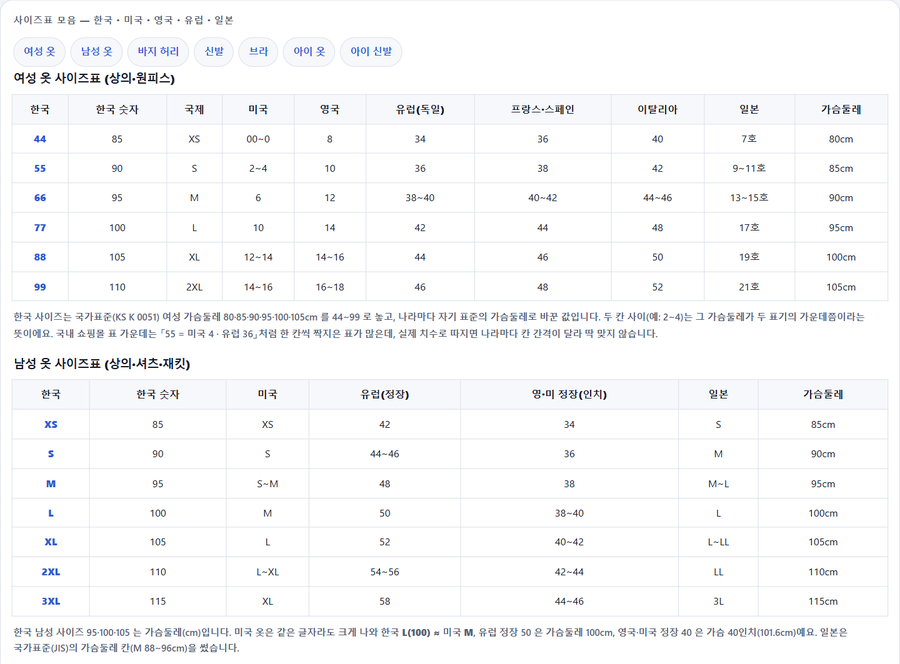 사이즈표 모음 — 한국·미국·영국·유럽·일본
여성 옷 남성 옷 바지 허리 신발 브라 아이 옷 아이 신발
여성 옷 사이즈표 (상의·원피스)
한국 한국 숫자 국제 미국 영국 유럽(독일) 프랑스·스페인 이탈리아 일본 가슴둘레
44 85 XS 00~0 8 34 36 40 7호 80cm
55 90 S 2~4 10 36 38 42 9~11호 85cm
66 95 M 6 12 38~40 40~42 44~46 13~15호 90cm
77 100 L 10 14 42 44 48 17호 95cm
88 105 XL 12~14 14~16 44 46 50 19호 100cm
99 110 2XL 14~16 16~18 46 48 52 21호 105cm
한국 사이즈는 국가표준(KS K 0051) 여성 가슴둘레 80·85·90·95·100·105cm 를 44~99 로 놓고, 나라마다 자기 표준의 가슴둘레로 바꾼 값입니다. 두 칸 사이(예: 2~4)는 그 가슴둘레가 두 표기의 가운데쯤이라는
뜻이에요. 국내 쇼핑몰 표 가운데는 「55 = 미국 4 · 유럽 36」처럼 한 칸씩 짝지은 표가 많은데, 실제 치수로 따지면 나라마다 칸 간격이 달라 딱 맞지 않습니다.
남성 옷 사이즈표 (상의·셔츠·재킷)
한국 한국 숫자 미국 유럽(정장) 영·미 정장(인치) 일본 가슴둘레
XS 85 XS 42 34 S 85cm
S 90 S 44~46 36 M 90cm
M 95 S~M 48 38 M~L 95cm
L 100 M 50 38~40 L 100cm
XL 105 L 52 40~42 L~LL 105cm
2XL 110 L~XL 54~56 42~44 LL 110cm
3XL 115 XL 58 44~46 3L 115cm
한국 남성 사이즈 95·100·105 는 가슴둘레(cm)입니다. 미국 옷은 같은 글자라도 크게 나와 한국 L(100) ≈ 미국 M, 유럽 정장 50 은 가슴둘레 100cm, 영국·미국 정장 40 은 가슴 40인치(101.6cm)예요. 일본은
국가표준(JIS)의 가슴둘레 칸(M 88~96cm)을 썼습니다.